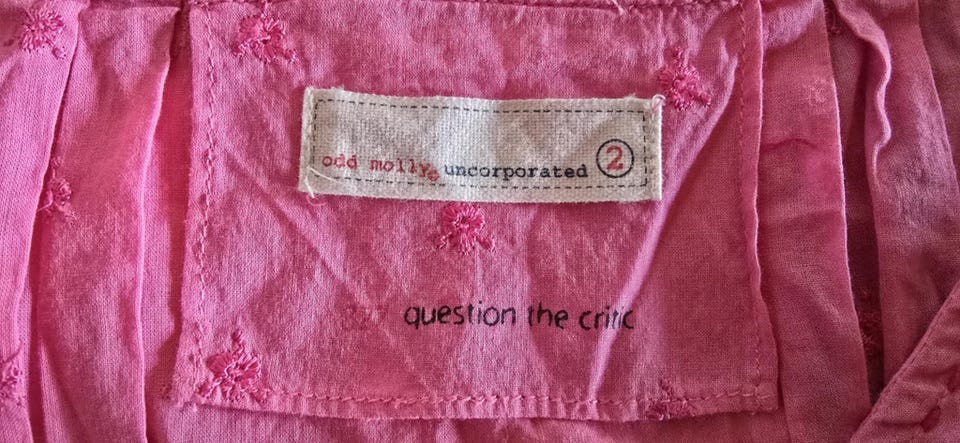 odd molly uncorporated 2
question the critic